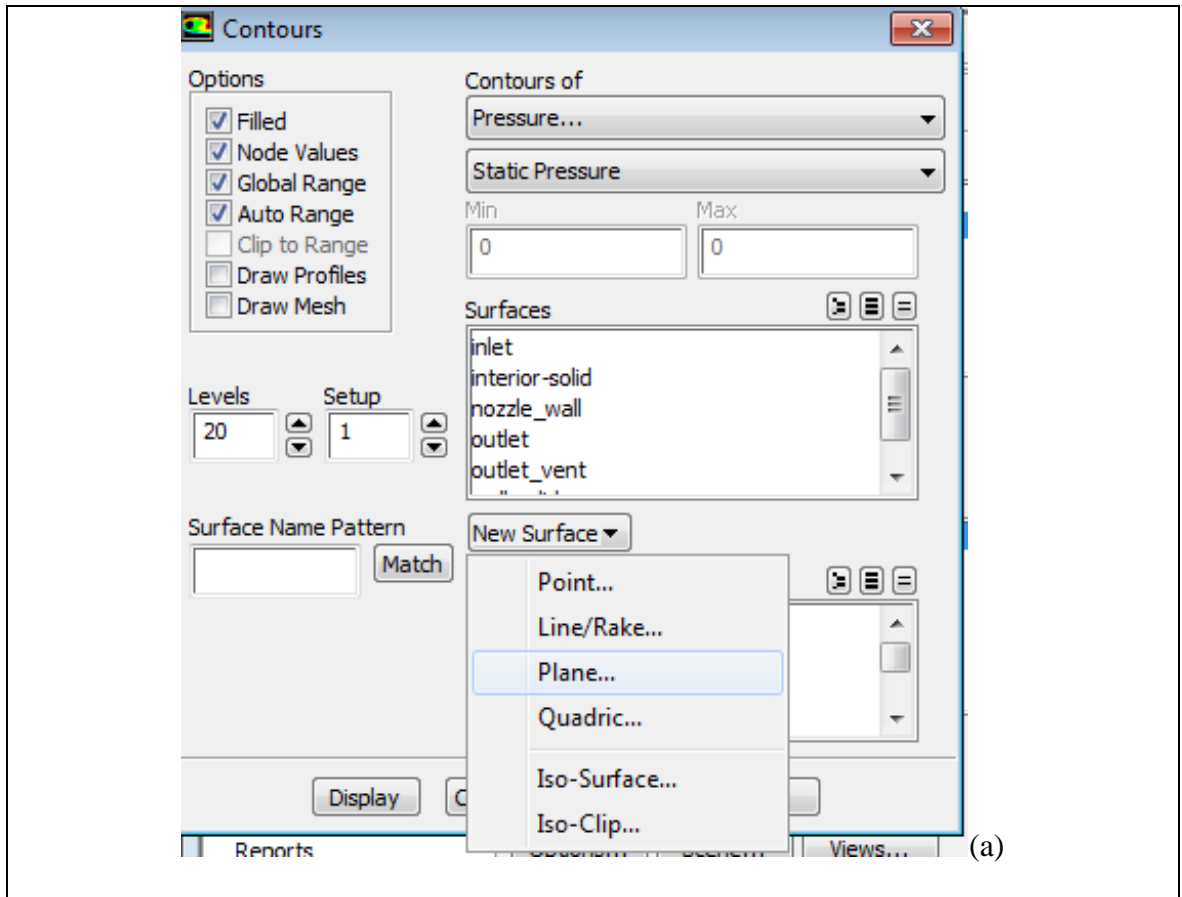 Contours
Options
Filled
Node Values
Global Range
Auto Range
Clip to Range
Draw Profiles
Draw Mesh
Levels
Setup
20
1
Surface Name Pattern
Match
Contours of
Pressure...
Static Pressure
Min
Max
0
0
Surfaces
inlet
interior-solid
nozzle_wall
outlet
outlet_vent
New Surface
Point...
Line/Rake...
Plane...
Quadric...
Iso-Surface...
Iso-Clip...
Display
Reports
Views...
(a)